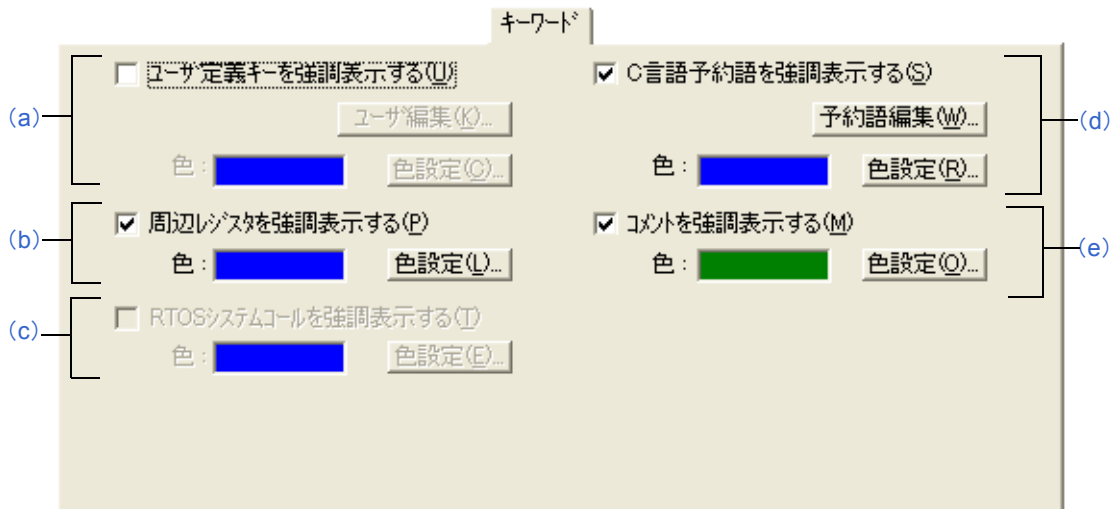 キーワード
(a)
ユーザ定義キーを強調表示する(U)
ユーザ編集(K)...
色：
色設定(C)...
(b)
周辺レジスタを強調表示する(P)
色：
色設定(L)...
(c)
RTOSシステムコールを強調表示する(T)
色：
色設定(E)...
C言語予約語を強調表示する(S)
予約語編集(W)...
色：
色設定(R)...
(d)
コメントを強調表示する(M)
色：
色設定(O)...
(e)